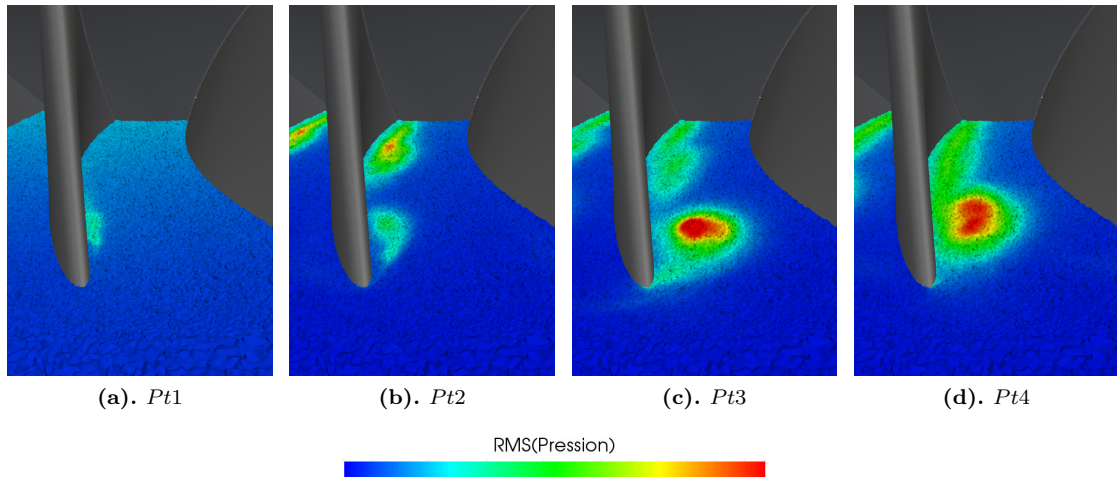 (a). Pt1
(b). Pt2
(c). Pt3
(d). Pt4
RMS(Pression)